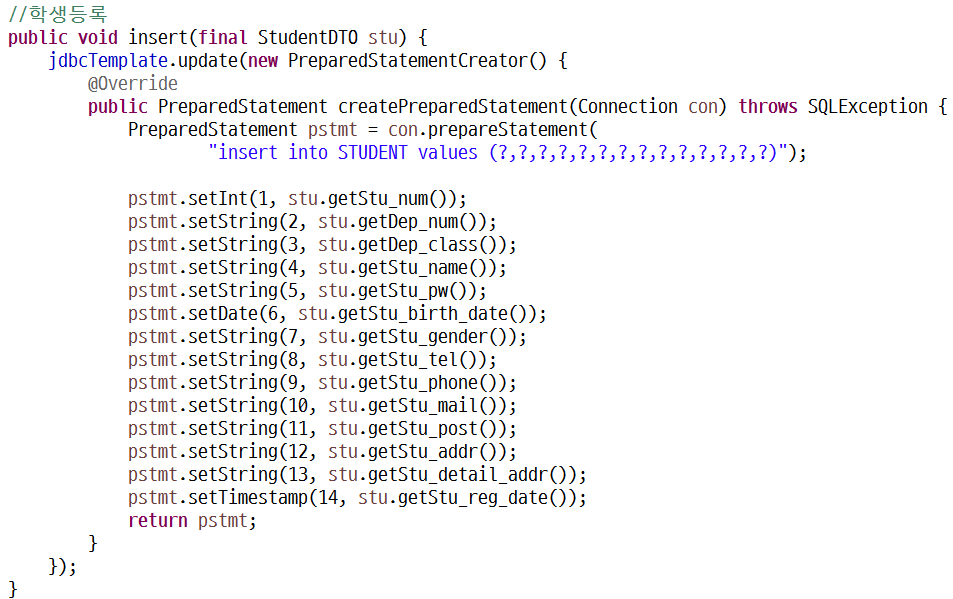 //학생등록
public void insert(final StudentDTO stu) {
jdbcTemplate.update(new PreparedStatementCreator() {
@Override
public PreparedStatement createPreparedStatement(Connection con) throws SQLException {
PreparedStatement pstmt = con.prepareStatement(
"insert into STUDENT values (?,?,?,?,?,?,?,?,?,?,?,?,?,?)");
pstmt.setInt(1, stu.getStu_num());
pstmt.setString(2, stu.getDep_num());
pstmt.setString(3, stu.getDep_class());
pstmt.setString(4, stu.getStu_name());
pstmt.setString(5, stu.getStu_pw());
pstmt.setDate(6, stu.getStu_birth_date());
pstmt.setString(7, stu.getStu_gender());
pstmt.setString(8, stu.getStu_tel());
pstmt.setString(9, stu.getStu_phone());
pstmt.setString(10, stu.getStu_mail());
pstmt.setString(11, stu.getStu_post());
pstmt.setString(12, stu.getStu_addr());
pstmt.setString(13, stu.getStu_detail_addr());
pstmt.setTimestamp(14, stu.getStu_reg_date());
return pstmt;
}
});
}